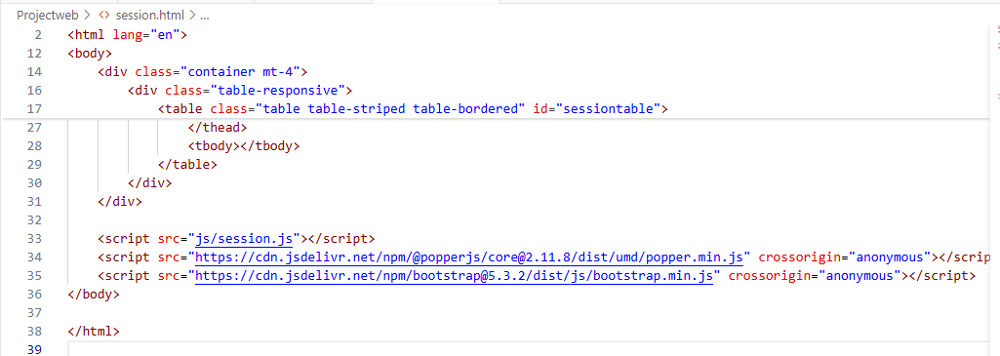 Projectweb > <> session.html > ...
2 <html lang="en">
12 <body>
14 <div class="container mt-4">
16 <div class="table-responsive">
17 <table class="table table-striped table-bordered" id="sessiontable">
27 </thead>
28 <tbody></tbody>
29 </table>
30 </div>
31 </div>
32
33 <script src="js/session.js"></script>
34 <script src="https://cdn.jsdelivr.net/npm/@popperjs/core@2.11.8/dist/umd/popper.min.js" crossorigin="anonymous"></scrip
35 <script src="https://cdn.jsdelivr.net/npm/bootstrap@5.3.2/dist/js/bootstrap.min.js" crossorigin="anonymous"></script>
36 </body>
37
38 </html>
39